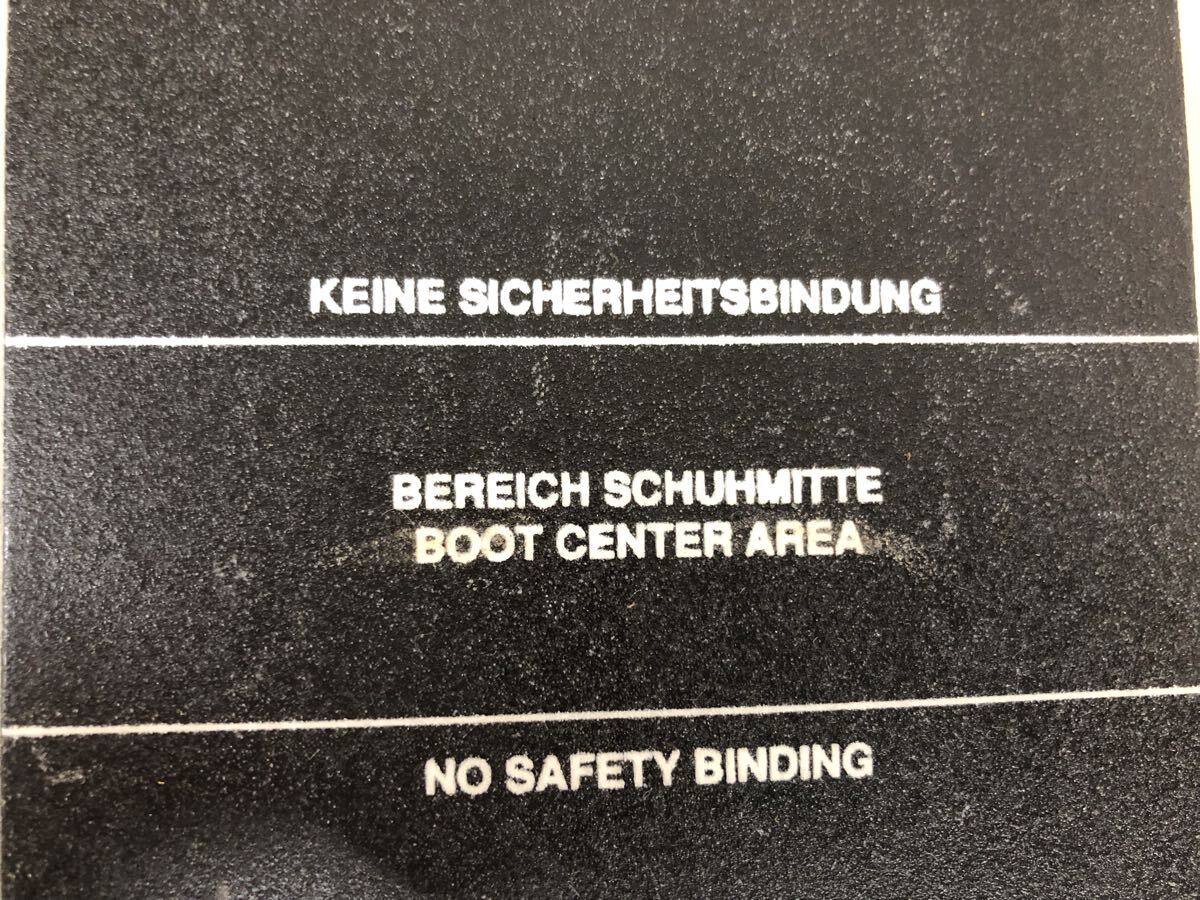 KEINE SICHERHEITSBINDUNG
BEREICH SCHUHMITTE
BOOT CENTER AREA
NO SAFETY BINDING